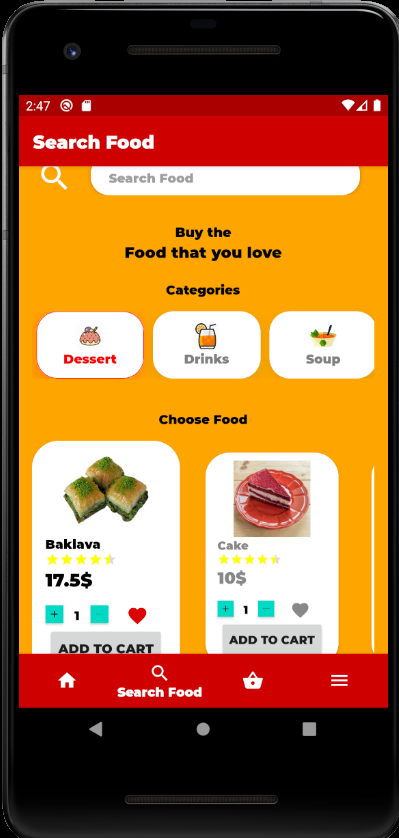 2:47
Search Food
Search Food
Buy the
Food that you love
Categories
Dessert
Drinks
Soup
Choose Food
Baklava
17.5$
+ 1 -
ADD TO CART
Cake
10$
+ 1 -
ADD TO CART
Search Food